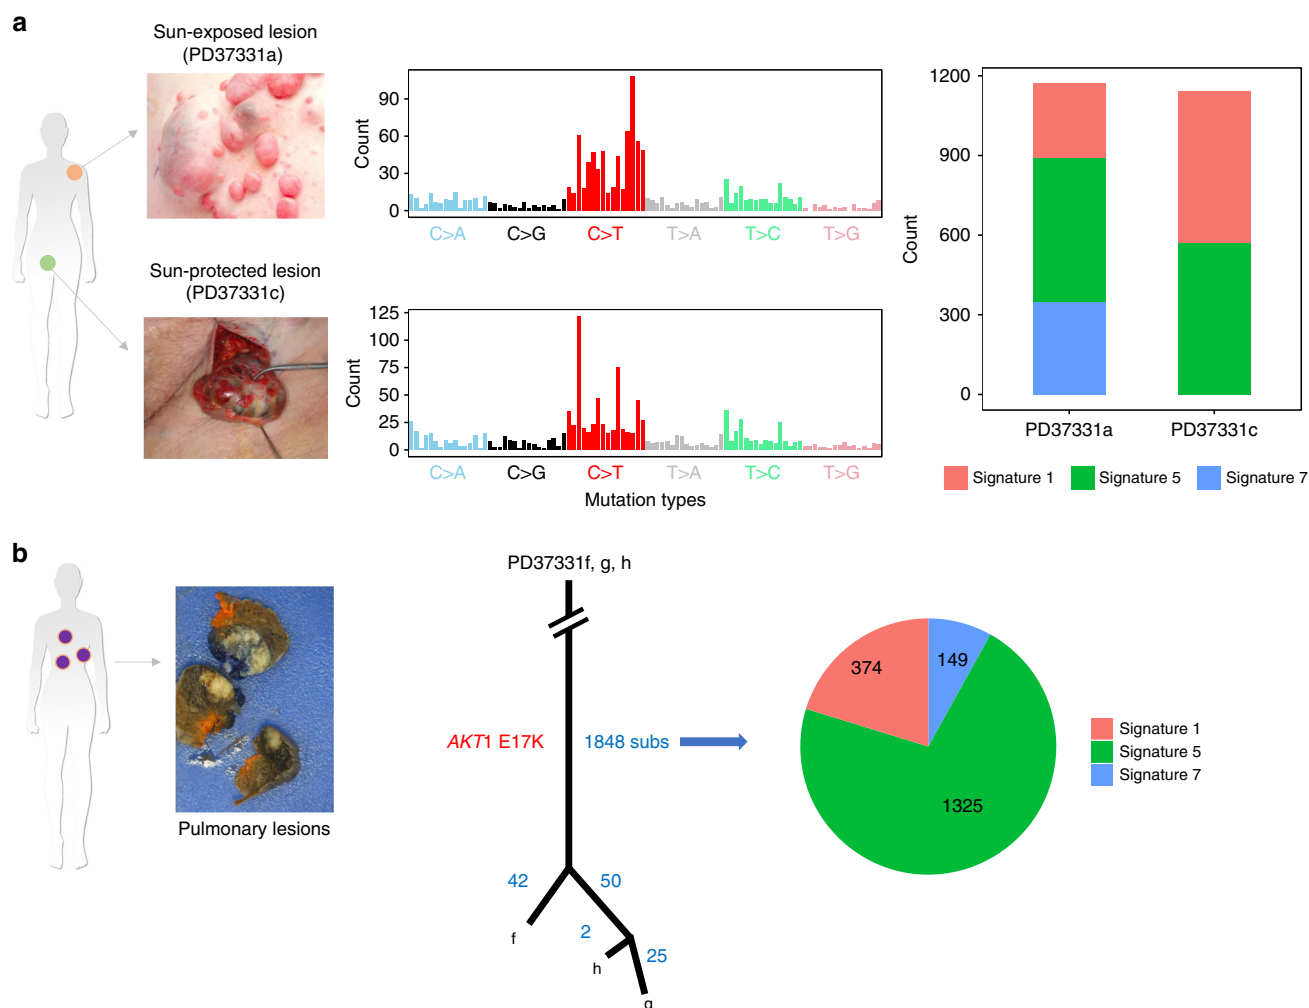 a
Sun-exposed lesion
(PD37331a)
Count
90
60
30
0
C>A C>G C>T T>A T>C T>G
Sun-protected lesion
(PD37331c)
Count
125
100
75
50
25
0
C>A C>G C>T T>A T>C T>G
Mutation types
Count
1200
900
600
300
0
PD37331a PD37331c
Signature 1 Signature 5 Signature 7
b
Pulmonary lesions
PD37331f, g, h
AKT1 E17K 1848 subs
42 50
f
2
h
25
g
374
149
1325
Signature 1
Signature 5
Signature 7